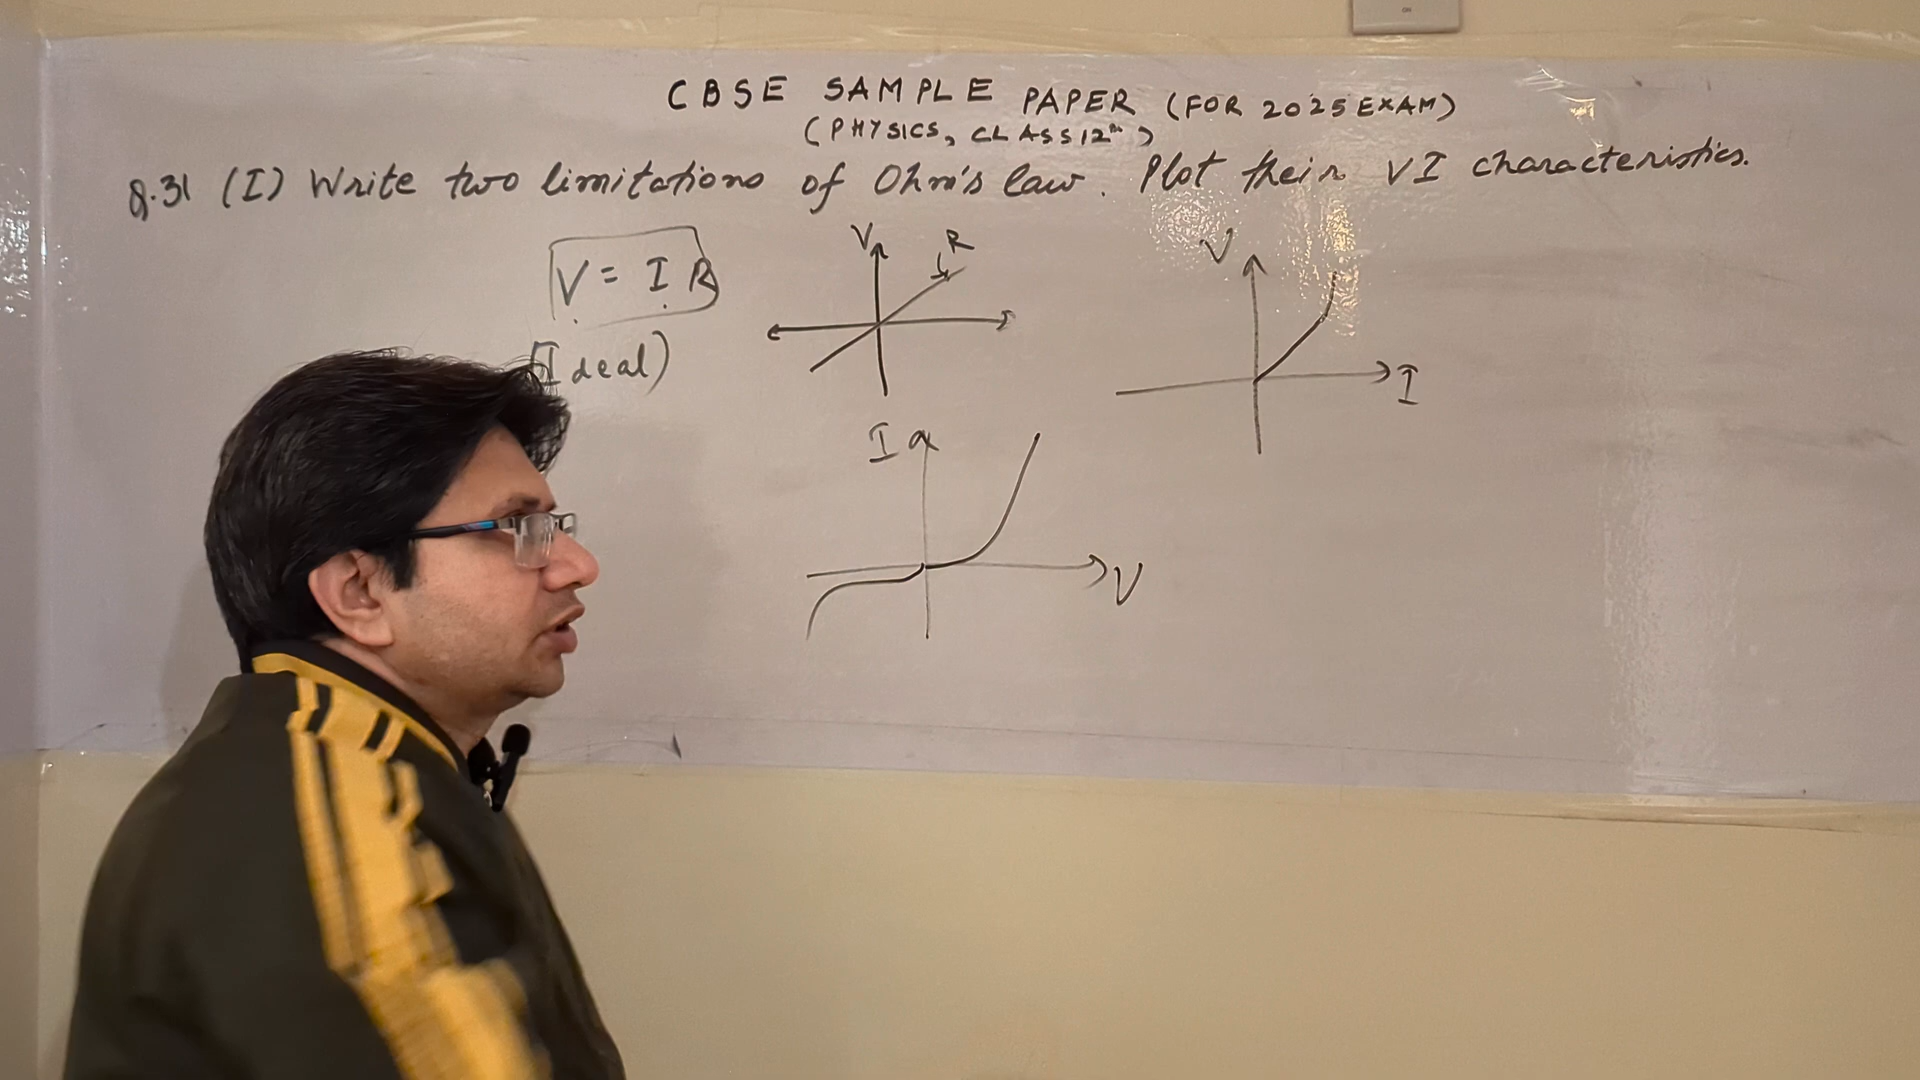 CBSE SAMPLE PAPER (FOR 2025 EXAM)
(PHYSICS, CLASS 12th)
Q.31 (I) Write two limitations of Ohm's law. Plot their VI characteristics.
V = IR
(Ideal)
V
R
V
I
I
V